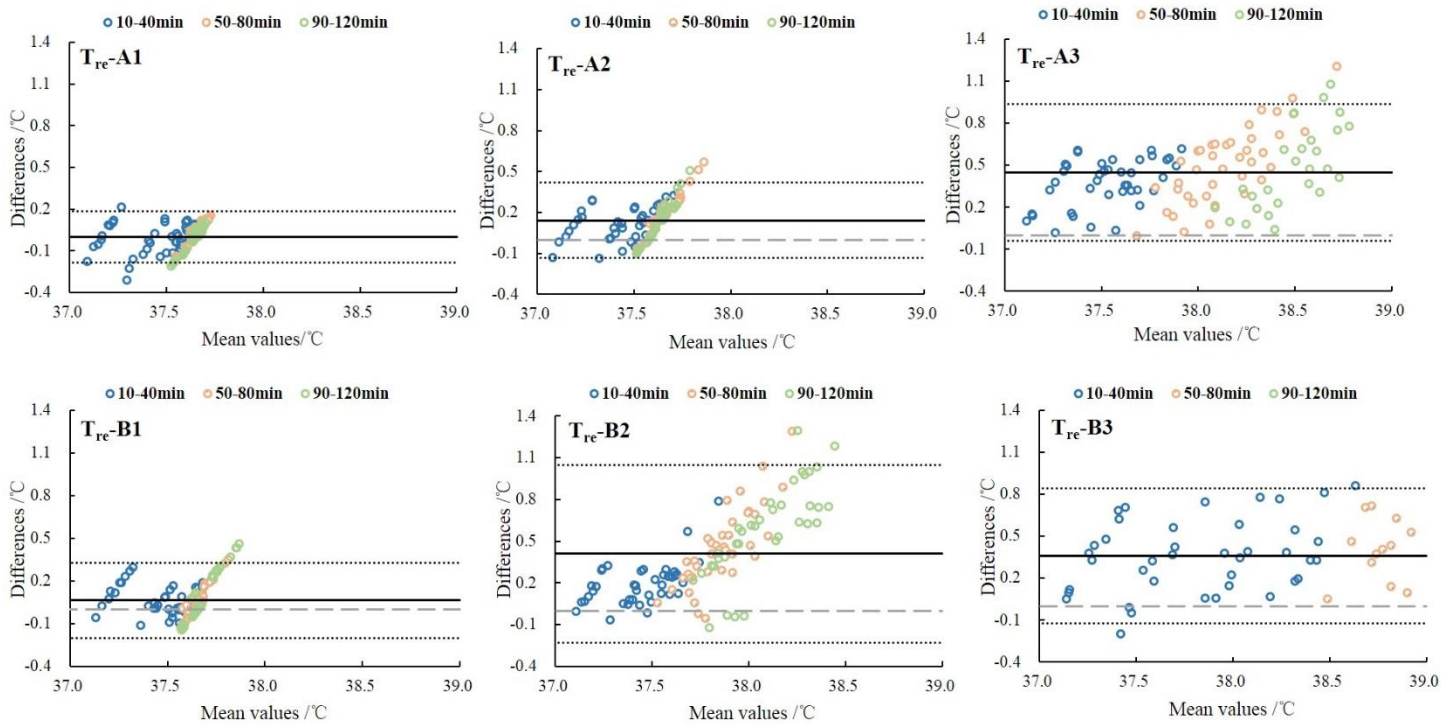 10-40min 50-80min 90-120min
T_re-A1
Differences /℃
1.4
1.1
0.8
0.5
0.2
-0.1
-0.4
37.0 37.5 38.0 38.5 39.0
Mean values/℃
10-40min 50-80min 90-120min
T_re-A2
Differences /℃
1.4
1.1
0.8
0.5
0.2
-0.1
-0.4
37.0 37.5 38.0 38.5 39.0
Mean values /℃
10-40min 50-80min 90-120min
T_re-A3
Differences /℃
1.4
1.1
0.8
0.5
0.2
-0.1
-0.4
37.0 37.5 38.0 38.5 39.0
Mean values /℃
10-40min 50-80min 90-120min
T_re-B1
Differences /℃
1.4
1.1
0.8
0.5
0.2
-0.1
-0.4
37.0 37.5 38.0 38.5 39.0
Mean values /℃
10-40min 50-80min 90-120min
T_re-B2
Differences /℃
1.4
1.1
0.8
0.5
0.2
-0.1
-0.4
37.0 37.5 38.0 38.5 39.0
Mean values /℃
10-40min 50-80min 90-120min
T_re-B3
Differences /℃
1.4
1.1
0.8
0.5
0.2
-0.1
-0.4
37.0 37.5 38.0 38.5 39.0
Mean values /℃